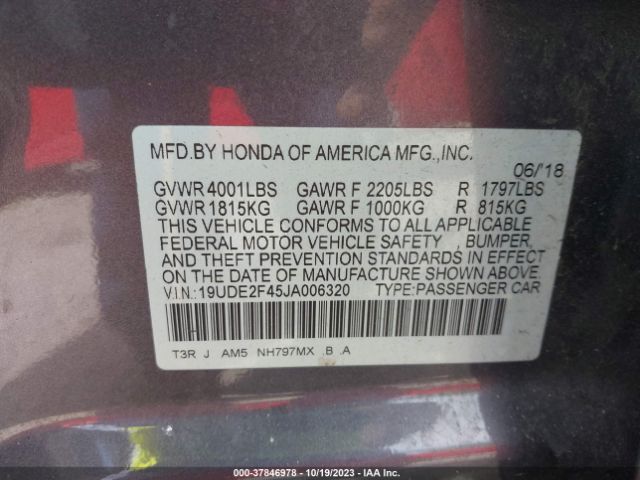 MFD.BY HONDA OF AMERICA MFG.,INC.
06/'18
GVWR 4001LBS GAWR F 2205LBS R 1797LBS
GVWR 1815KG GAWR F 1000KG R 815KG
THIS VEHICLE CONFORMS TO ALL APPLICABLE
FEDERAL MOTOR VEHICLE SAFETY , BUMPER,
AND THEFT PREVENTION STANDARDS IN EFFECT
ON THE DATE OF MANUFACTURE SHOWN ABOVE.
V.I.N.: 19UDE2F45JA006320 TYPE:PASSENGER CAR
T3R J AM5 NH797MX .B .A
000-37846978 - 10/19/2023 - IAA Inc.